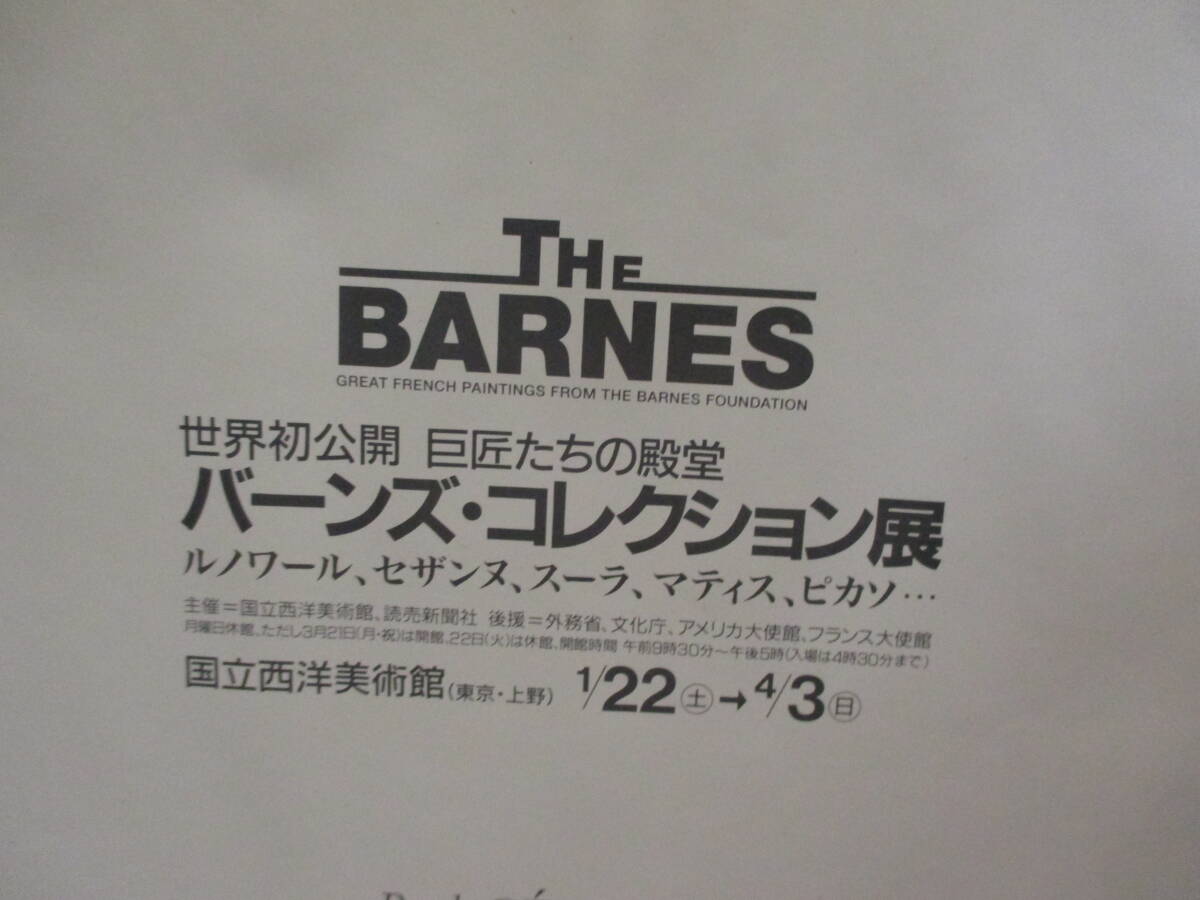 THE
BARNES
GREAT FRENCH PAINTINGS FROM THE BARNES FOUNDATION
世界初公開 巨匠たちの殿堂
バーンズ・コレクション展
ルノワール、セザンヌ、スーラ、マティス、ピカソ…
主催=国立西洋美術館、読売新聞社 後援=外務省、文化庁、アメリカ大使館、フランス大使館
月曜日休館、ただし3月21日(月・祝)は開館、22日(火)は休館、開館時間 午前9時30分〜午後5時(入場は4時30分まで)
国立西洋美術館(東京・上野) 1/22㊏→4/3㊐